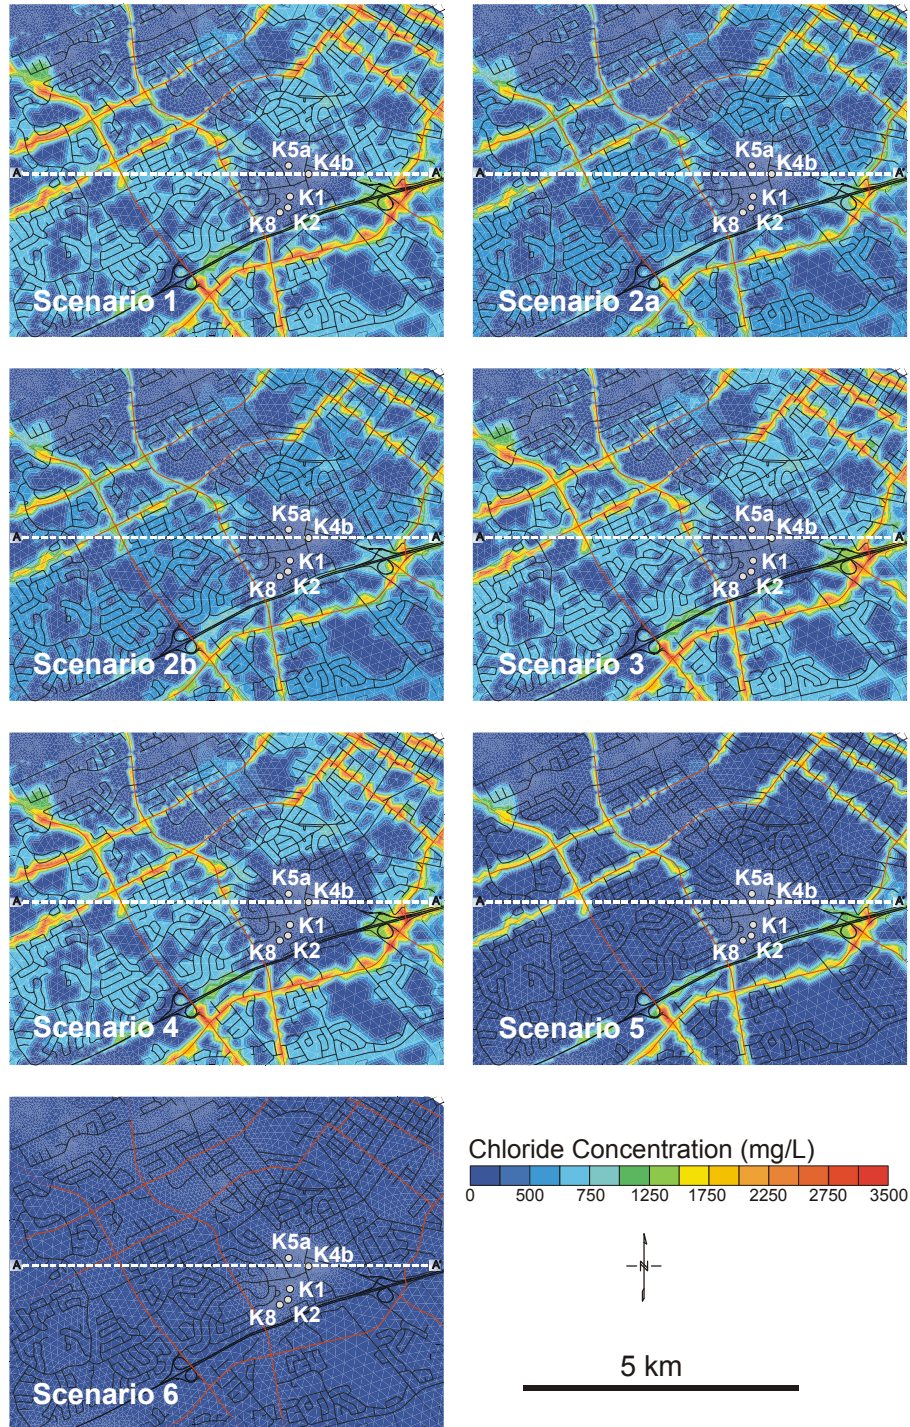 K5a
K4b
A
A'
K1
K8
K2
Scenario 1
K5a
K4b
A
A'
K1
K8
K2
Scenario 2a
K5a
K4b
A
A'
K1
K8
K2
Scenario 2b
K5a
K4b
A
A'
K1
K8
K2
Scenario 3
K5a
K4b
A
A'
K1
K8
K2
Scenario 4
K5a
K4b
A
A'
K1
K8
K2
Scenario 5
K5a
K4b
A
A'
K1
K8
K2
Scenario 6
Chloride Concentration (mg/L)
0 500 750 1250 1750 2250 2750 3500
N
5 km